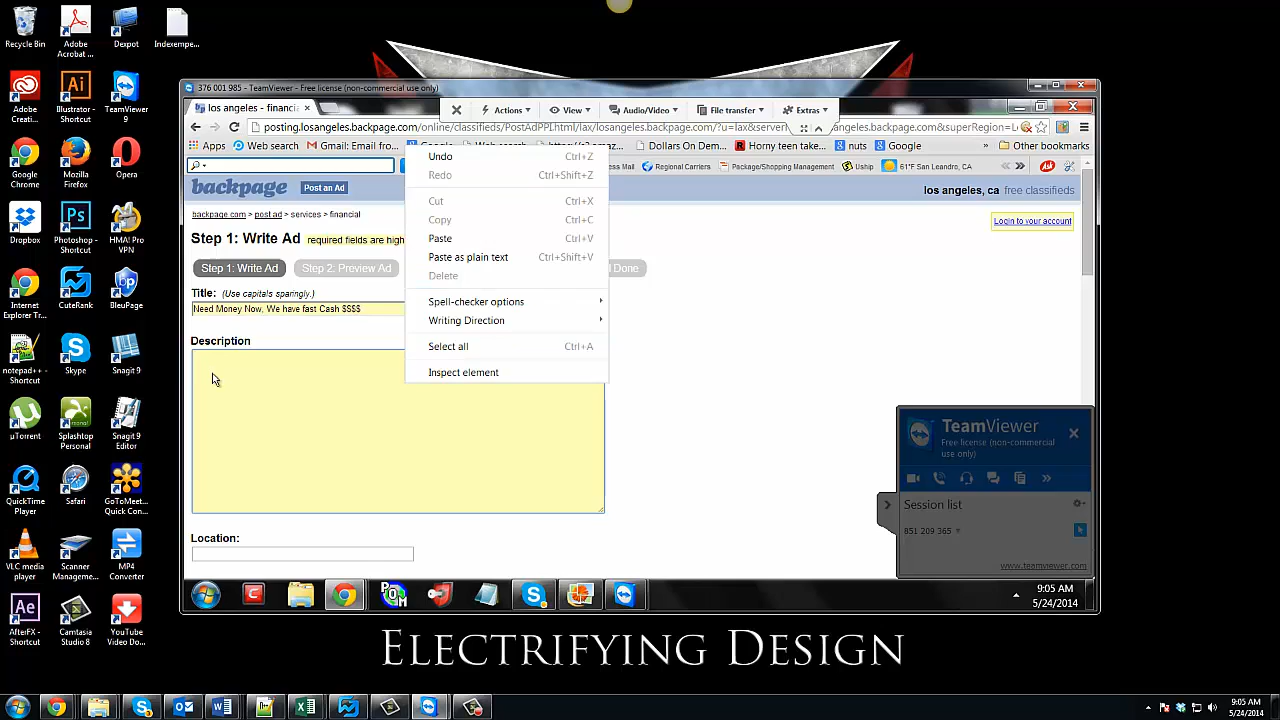 Recycle Bin
Adobe Acrobat ...
Dexpot
Indexempe...
Adobe Creati...
Illustrator - Shortcut
TeamViewer 9
Google Chrome
Mozilla Firefox
Opera
Dropbox
Photoshop - Shortcut
HMA! Pro VPN
Internet Explorer Tr...
CuteRank
BleuPage
notepad++ - Shortcut
Skype
Snagit 9
µTorrent
Splashtop Personal
Snagit 9 Editor
QuickTime Player
Safari
GoToMeet... Quick Con...
VLC media player
Scanner Manageme...
MP4 Converter
AfterFX - Shortcut
Camtasia Studio 8
YouTube Video Do...
376 001 985 - TeamViewer - Free license (non-commercial use only)
los angeles - financi
Actions
View
Audio/Video
File transfer
Extras
posting.losangeles.backpage.com/online/classifieds/PostAdPPI.html/lax/losangeles.backpage.com/?u=lax&server
.backpage.com&superRegion=L
Apps
Web search
Gmail: Email from...
Dollars On Dem...
Horny teen take...
nuts
Google
»
Other bookmarks
Regional Carriers
Package/Shipping Management
Uship
61°F San Leandro, CA
Ask
backpage
Post an Ad
los angeles, ca free classifieds
backpage.com > post ad > services > financial
Login to your account
Step 1: Write Ad required fields are high
Step 1: Write Ad
Step 2: Preview Ad
Done
Title: (Use capitals sparingly.)
Need Money Now, We have fast Cash $$$$
Description
Location:
Undo Ctrl+Z
Redo Ctrl+Shift+Z
Cut Ctrl+X
Copy Ctrl+C
Paste Ctrl+V
Paste as plain text Ctrl+Shift+V
Delete
Spell-checker options
Writing Direction
Select all Ctrl+A
Inspect element
TeamViewer
Free license (non-commercial
use only)
Session list
851 209 365
www.teamviewer.com
9:05 AM
5/24/2014
Electrifying Design
9:05 AM
5/24/2014